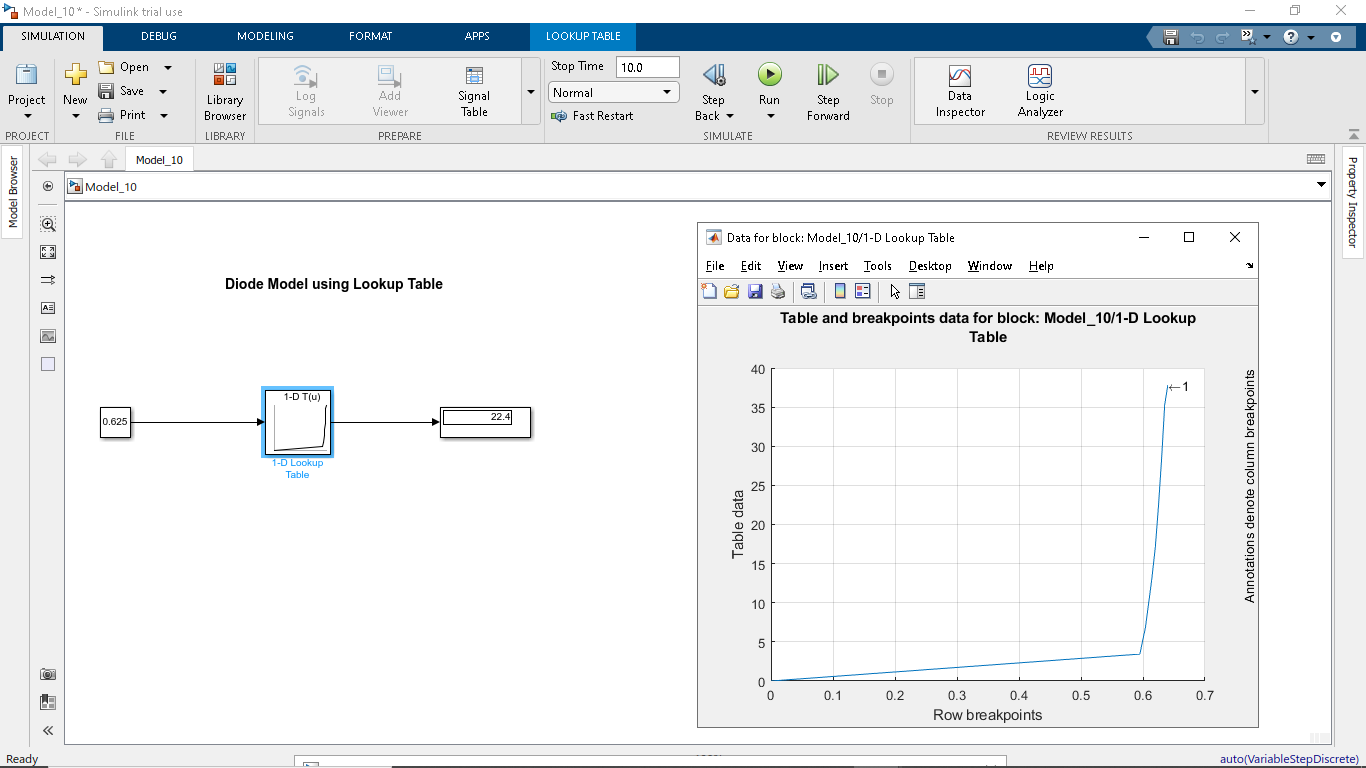 Model_10 * - Simulink trial use
SIMULATION DEBUG MODELING FORMAT APPS LOOKUP TABLE
Project
PROJECT
New
Open
Save
Print
FILE
Library
Browser
LIBRARY
Log
Signals
Add
Viewer
Signal
Table
PREPARE
Stop Time 10.0
Normal
Fast Restart
Step
Back
Run
Step
Forward
Stop
SIMULATE
Data
Inspector
Logic
Analyzer
REVIEW RESULTS
Model Browser
Model_10
Model_10
Property Inspector
Diode Model using Lookup Table
0.625
1-D T(u)
1-D Lookup
Table
22.4
Data for block: Model_10/1-D Lookup Table
File Edit View Insert Tools Desktop Window Help
Table and breakpoints data for block: Model_10/1-D Lookup
Table
40
35
30
25
20
15
10
5
0
Table data
1
0 0.1 0.2 0.3 0.4 0.5 0.6 0.7
Row breakpoints
Annotations denote column breakpoints
Ready
auto(VariableStepDiscrete)